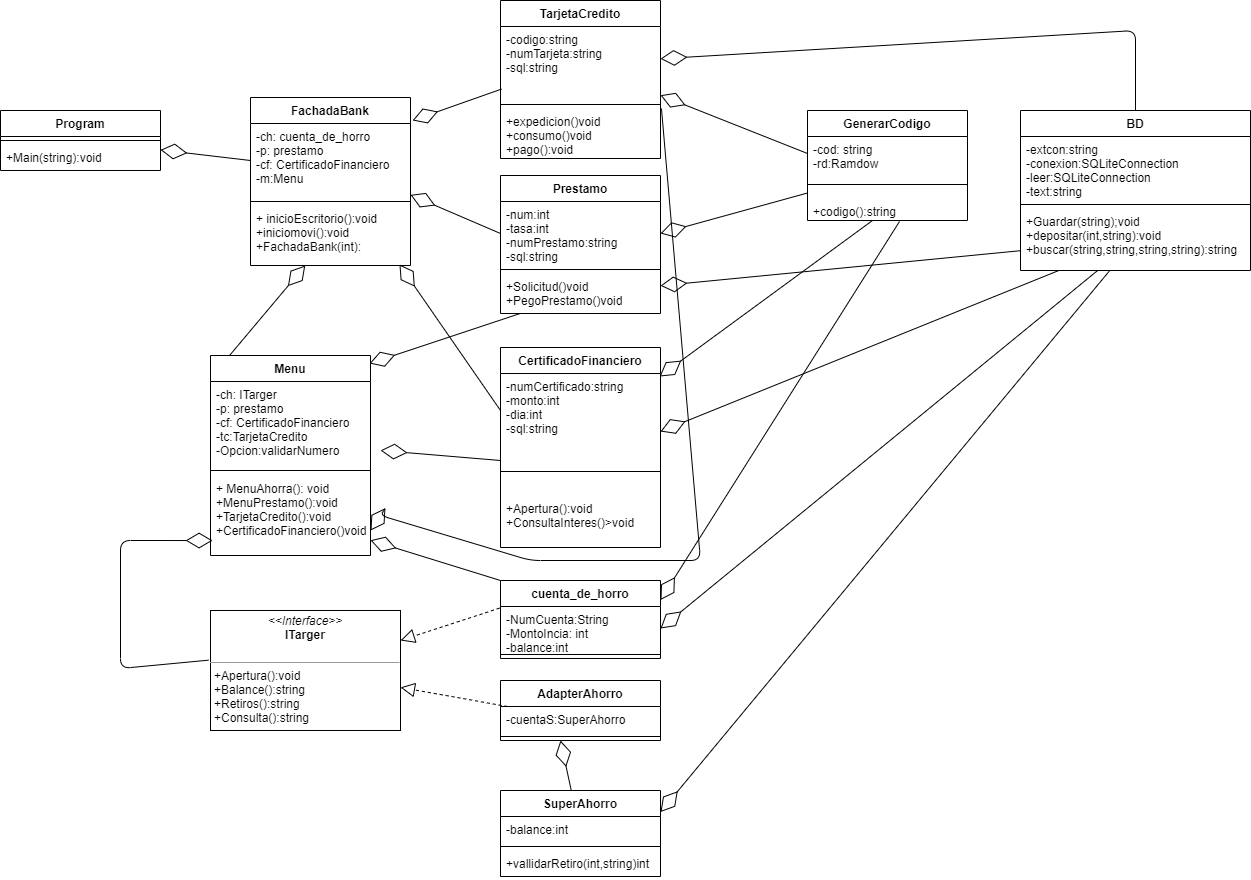 TarjetaCredito
-codigo:string
-numTarjeta:string
-sql:string
+expedicion()void
+consumo()void
+pago():void
FachadaBank
-ch: cuenta_de_horro
-p: prestamo
-cf: CertificadoFinanciero
-m:Menu
+ inicioEscritorio():void
+iniciomovi():void
+FachadaBank(int):
Program
+Main(string):void
GenerarCodigo
-cod: string
-rd:Ramdow
+codigo():string
BD
-extcon:string
-conexion:SQLiteConnection
-leer:SQLiteConnection
-text:string
+Guardar(string);void
+depositar(int,string):void
+buscar(string,string,string,string):string
Prestamo
-num:int
-tasa:int
-numPrestamo:string
-sql:string
+Solicitud()void
+PegoPrestamo()void
Menu
-ch: ITarger
-p: prestamo
-cf: CertificadoFinanciero
-tc:TarjetaCredito
-Opcion:validarNumero
+ MenuAhorra(): void
+MenuPrestamo():void
+TarjetaCredito():void
+CertificadoFinanciero()void
CertificadoFinanciero
-numCertificado:string
-monto:int
-dia:int
-sql:string
+Apertura():void
+ConsultaInteres()>void
cuenta_de_horro
-NumCuenta:String
-MontoIncia: int
-balance:int
<<Interface>>
ITarger
+Apertura():void
+Balance():string
+Retiros():string
+Consulta():string
AdapterAhorro
-cuentaS:SuperAhorro
SuperAhorro
-balance:int
+vallidarRetiro(int,string)int